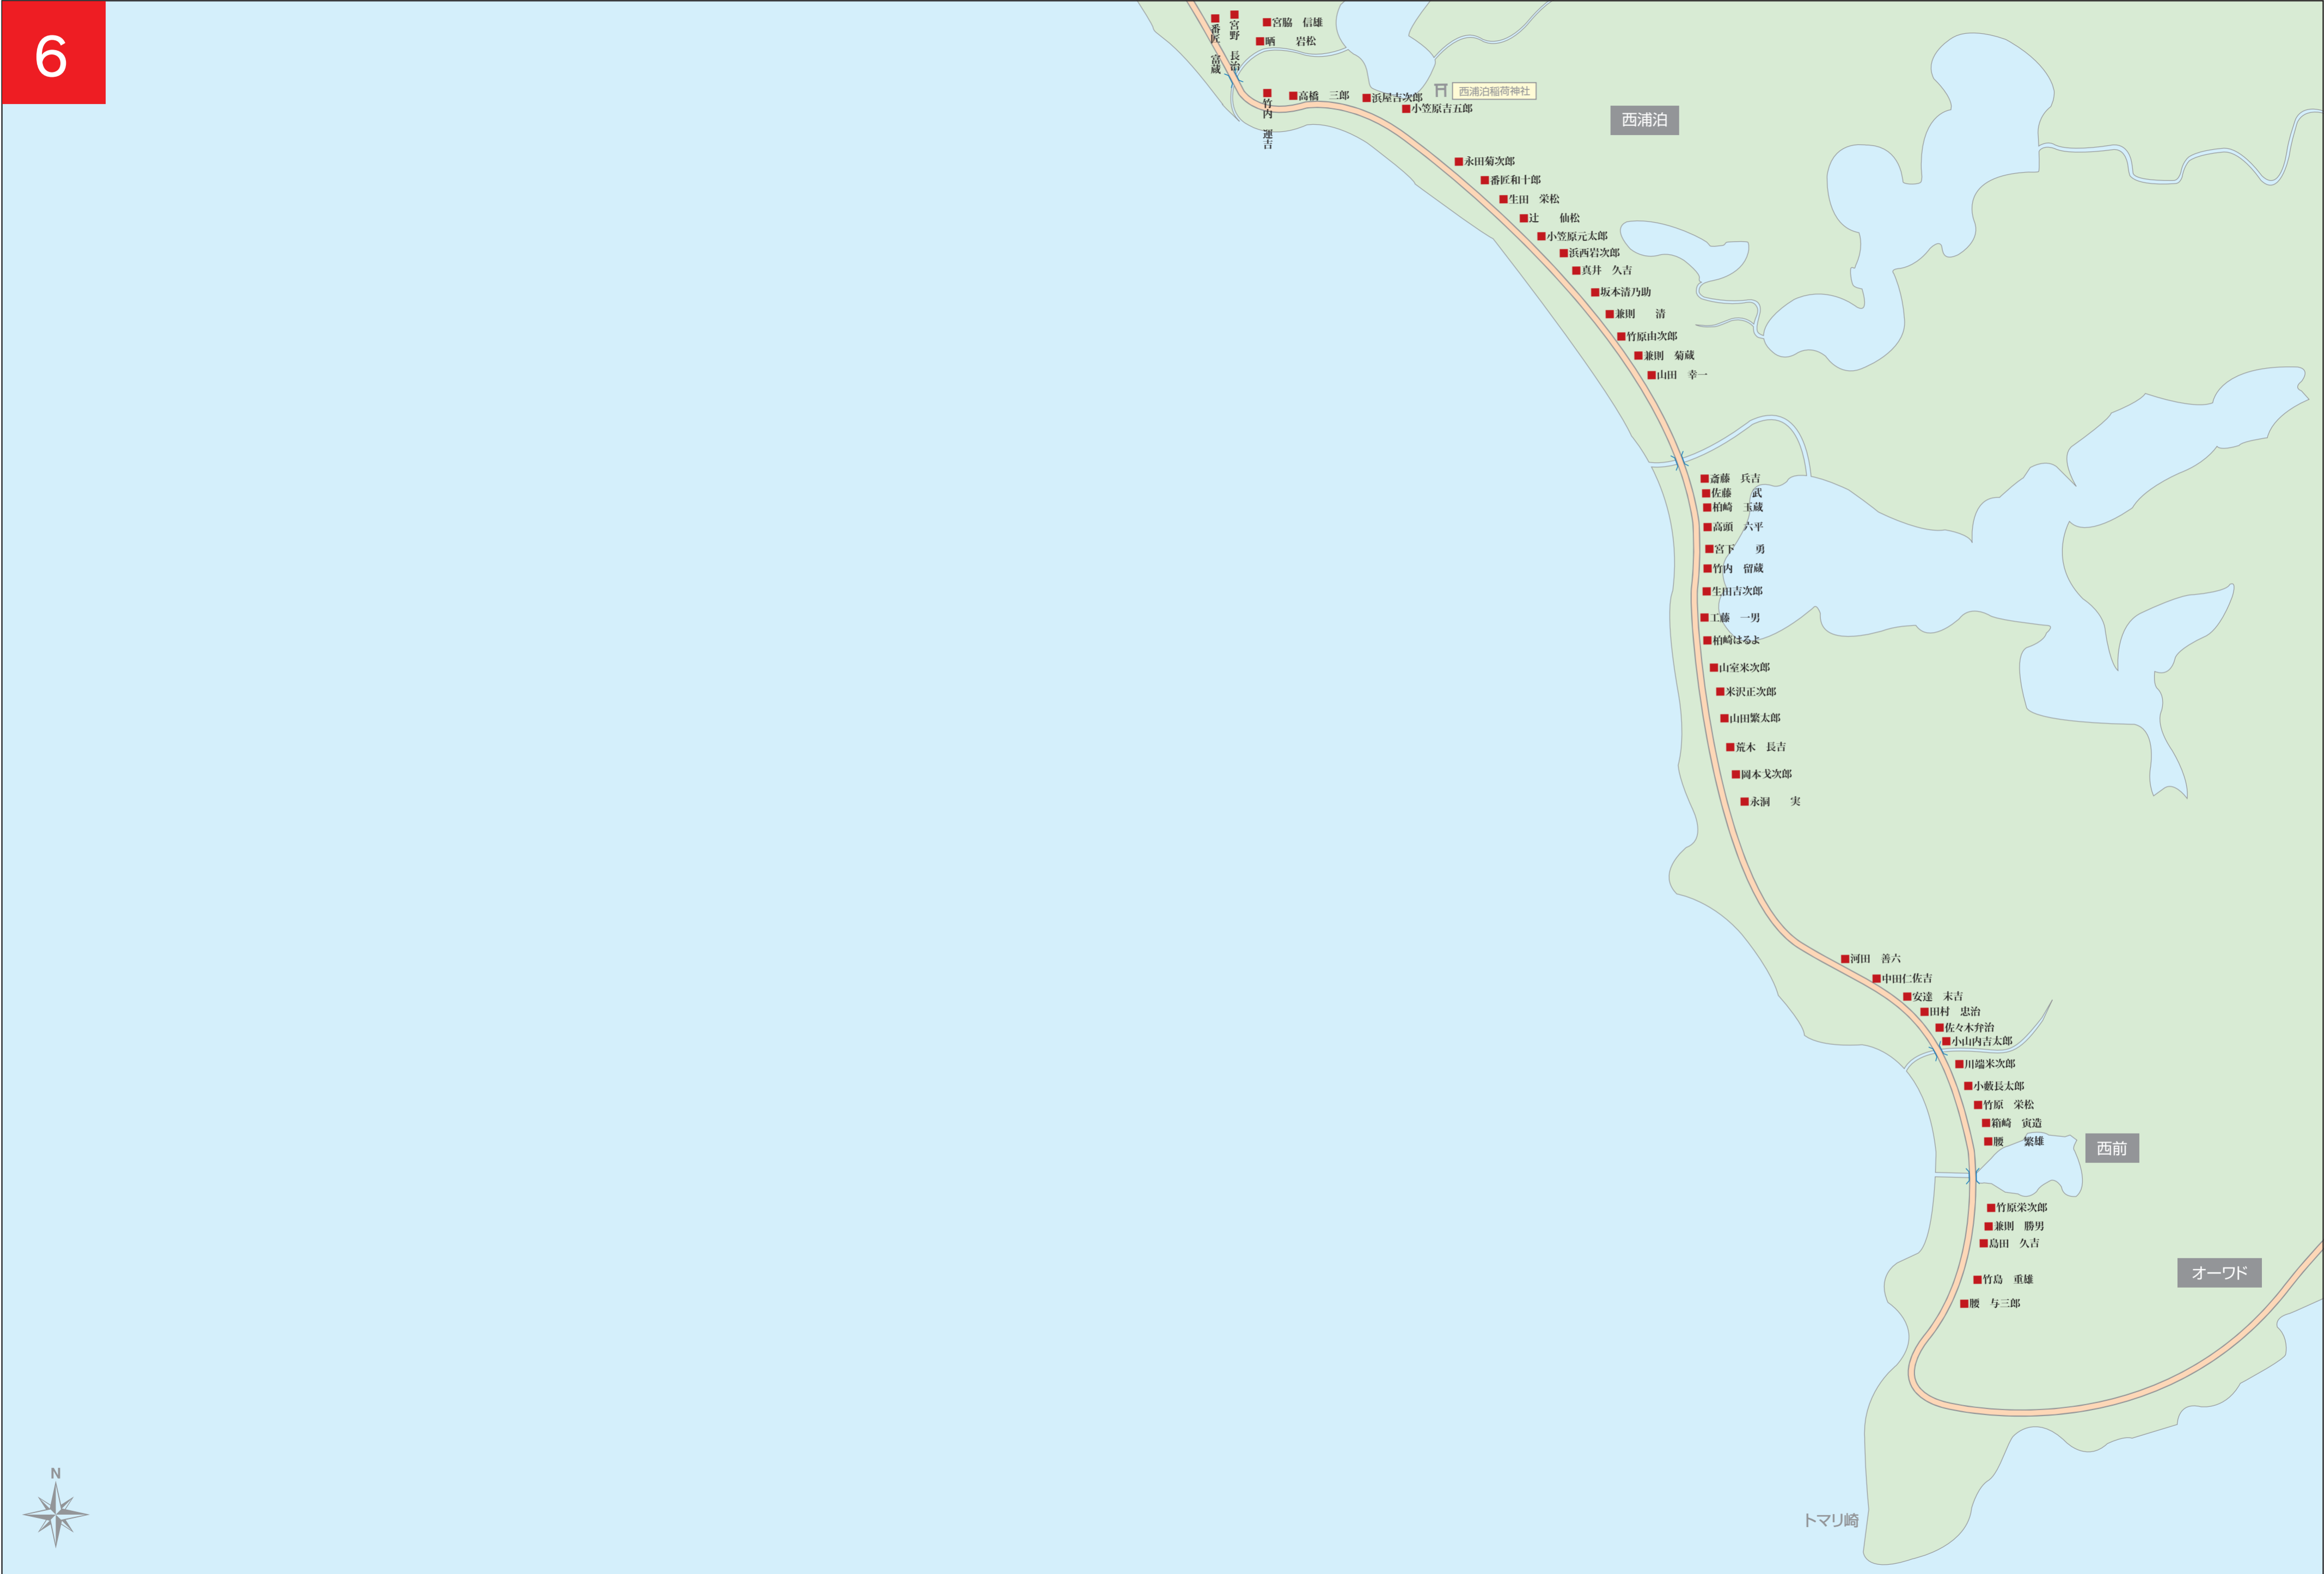 6
番匠　富蔵
宮野　長治
宮脇　信雄
晒　　岩松
竹内　運吉
高橋　三郎
浜屋吉次郎
小笠原吉五郎
西浦泊稲荷神社
西浦泊
永田菊次郎
番匠和十郎
生田　栄松
辻　　仙松
小笠原元太郎
浜西岩次郎
真井　久吉
坂本清乃助
兼則　　清
竹原由次郎
兼則　菊蔵
山田　幸一
斎藤　兵吉
佐藤　　武
柏崎　玉蔵
高頭　六平
宮下　　勇
竹内　留蔵
生田吉次郎
工藤　一男
柏崎はるよ
山室米次郎
米沢正次郎
山田繁太郎
荒木　長吉
岡本戈次郎
永洞　　実
河田　善六
中田仁佐吉
安達　末吉
田村　忠治
佐々木弁治
小山内吉太郎
川端米次郎
小藪長太郎
竹原　栄松
箱崎　寅造
腰　　繁雄
西前
竹原栄次郎
兼則　勝男
島田　久吉
オーワド
竹島　重雄
腰　与三郎
N
トマリ崎